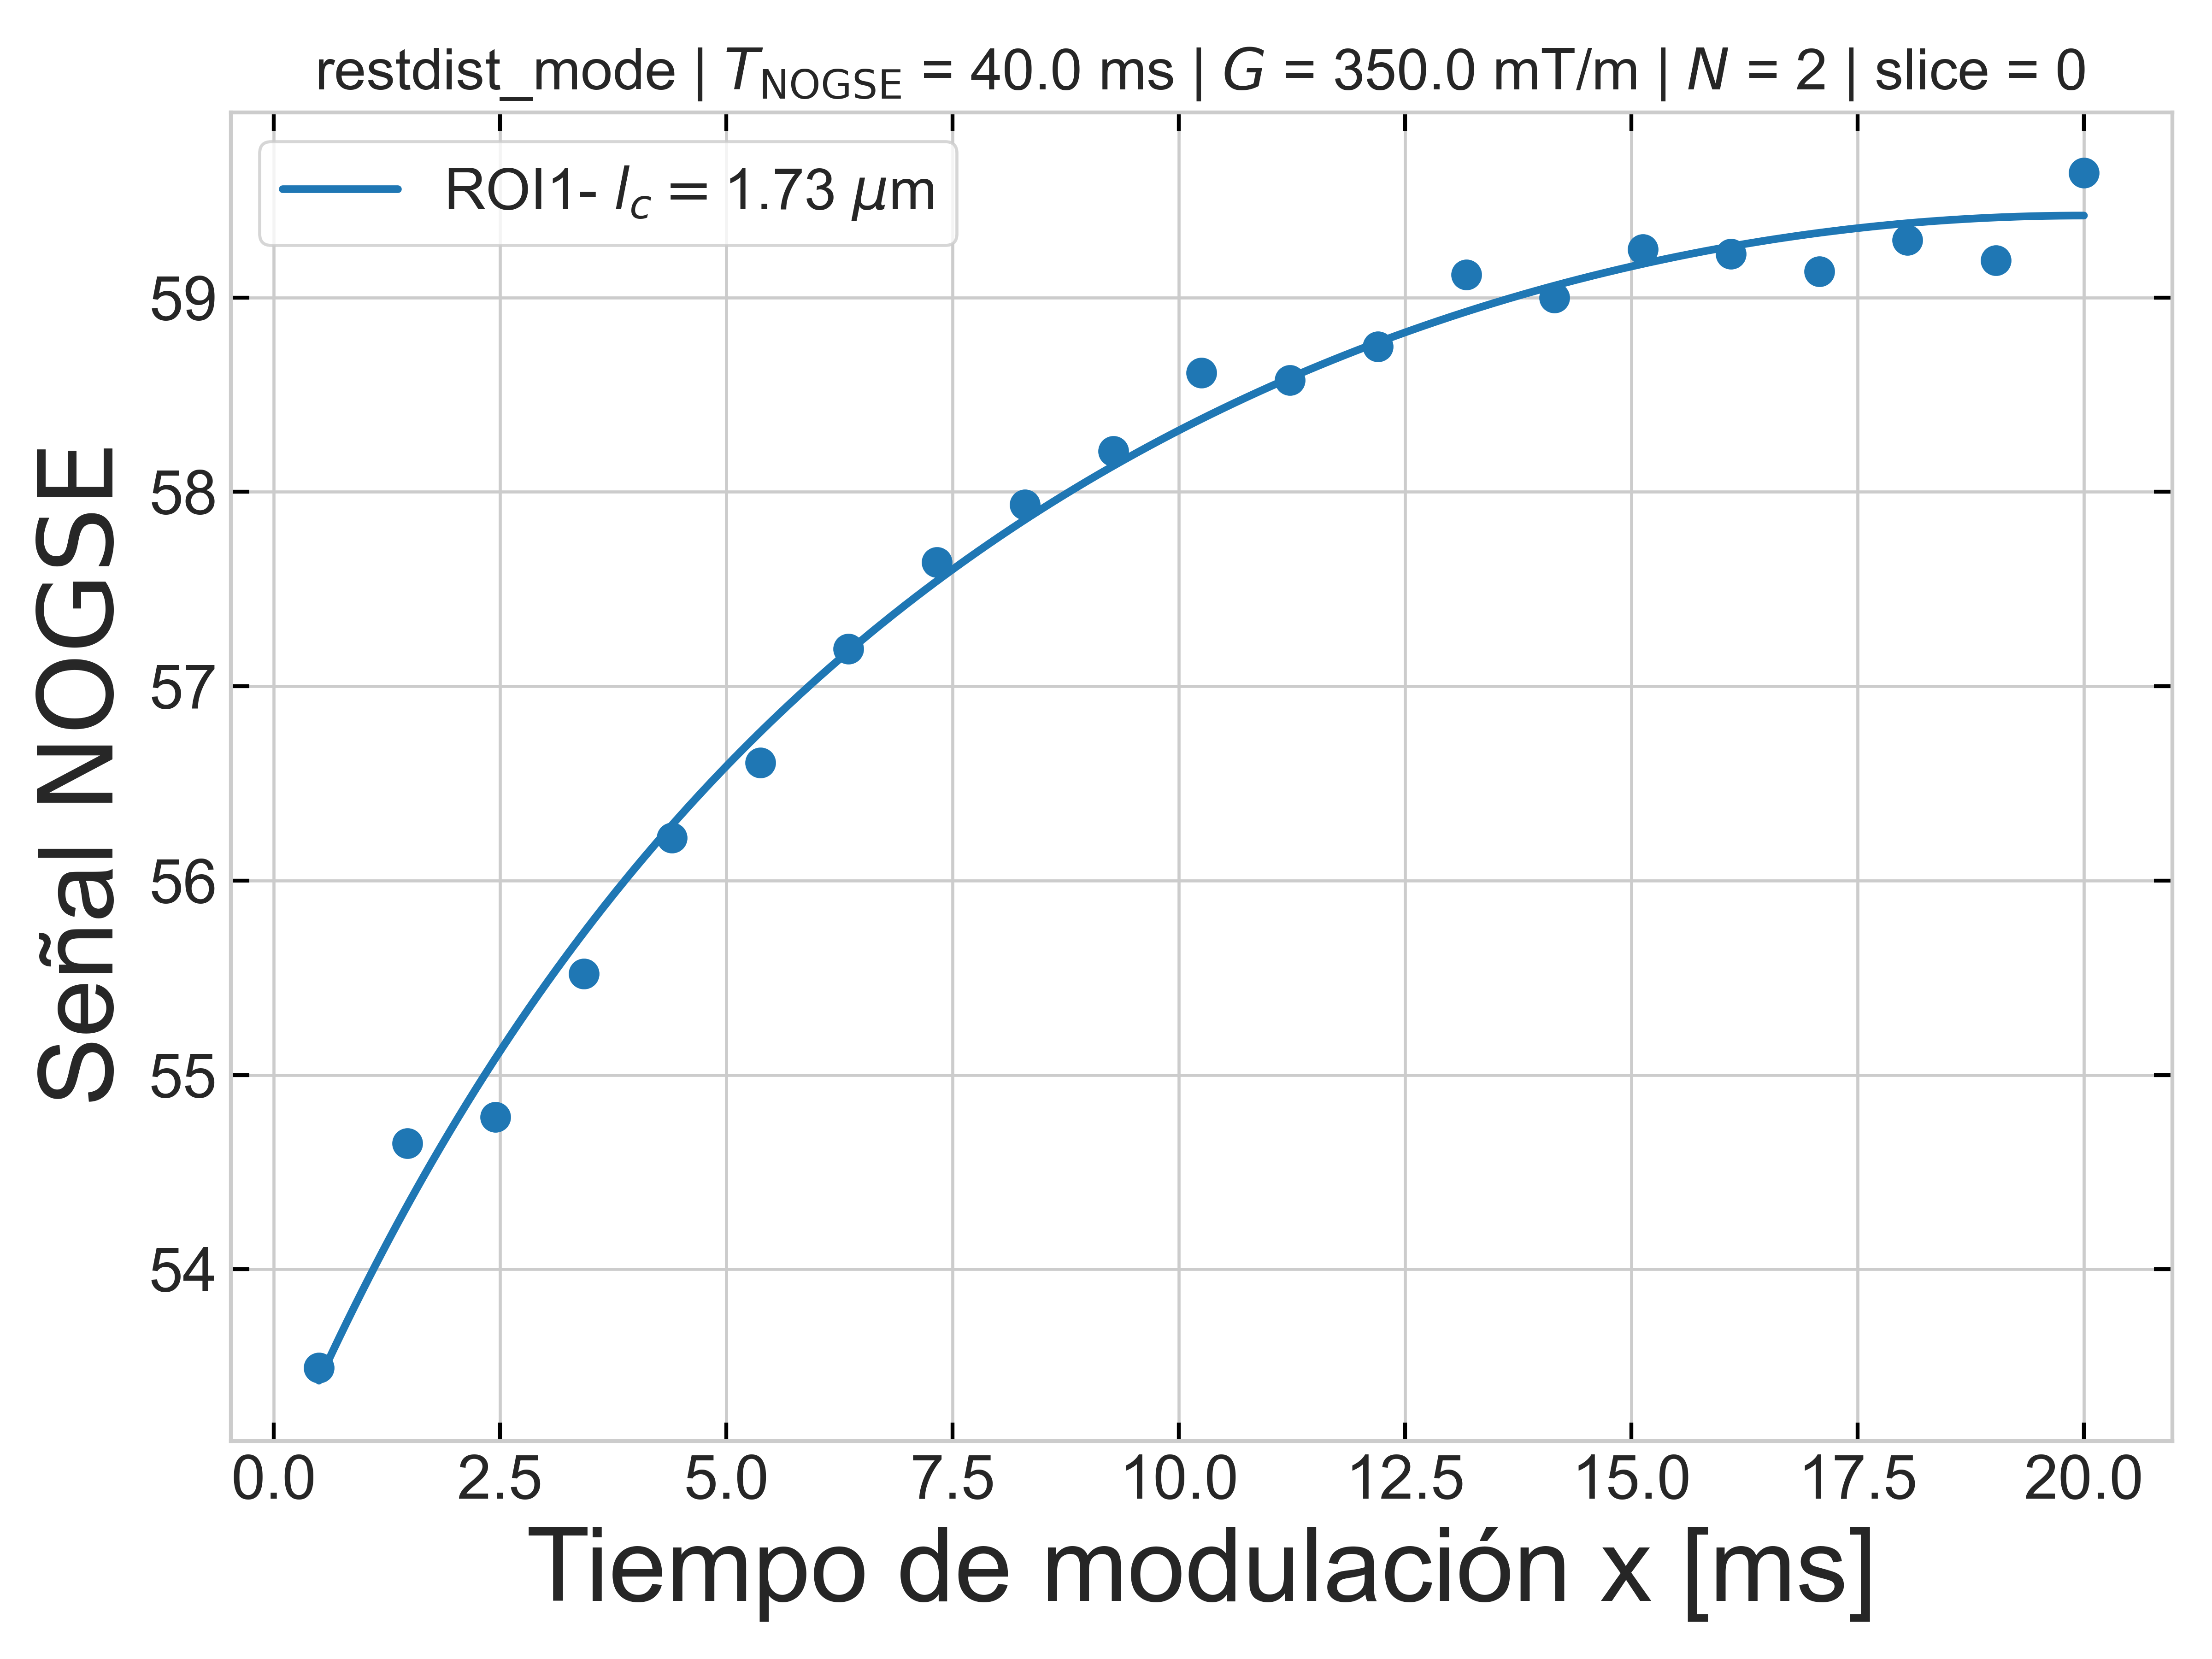 restdist_mode | T_NOGSE = 40.0 ms | G = 350.0 mT/m | N = 2 | slice = 0
ROI1- l_c = 1.73 μm
Señal NOGSE
59
58
57
56
55
54
0.0 2.5 5.0 7.5 10.0 12.5 15.0 17.5 20.0
Tiempo de modulación x [ms]